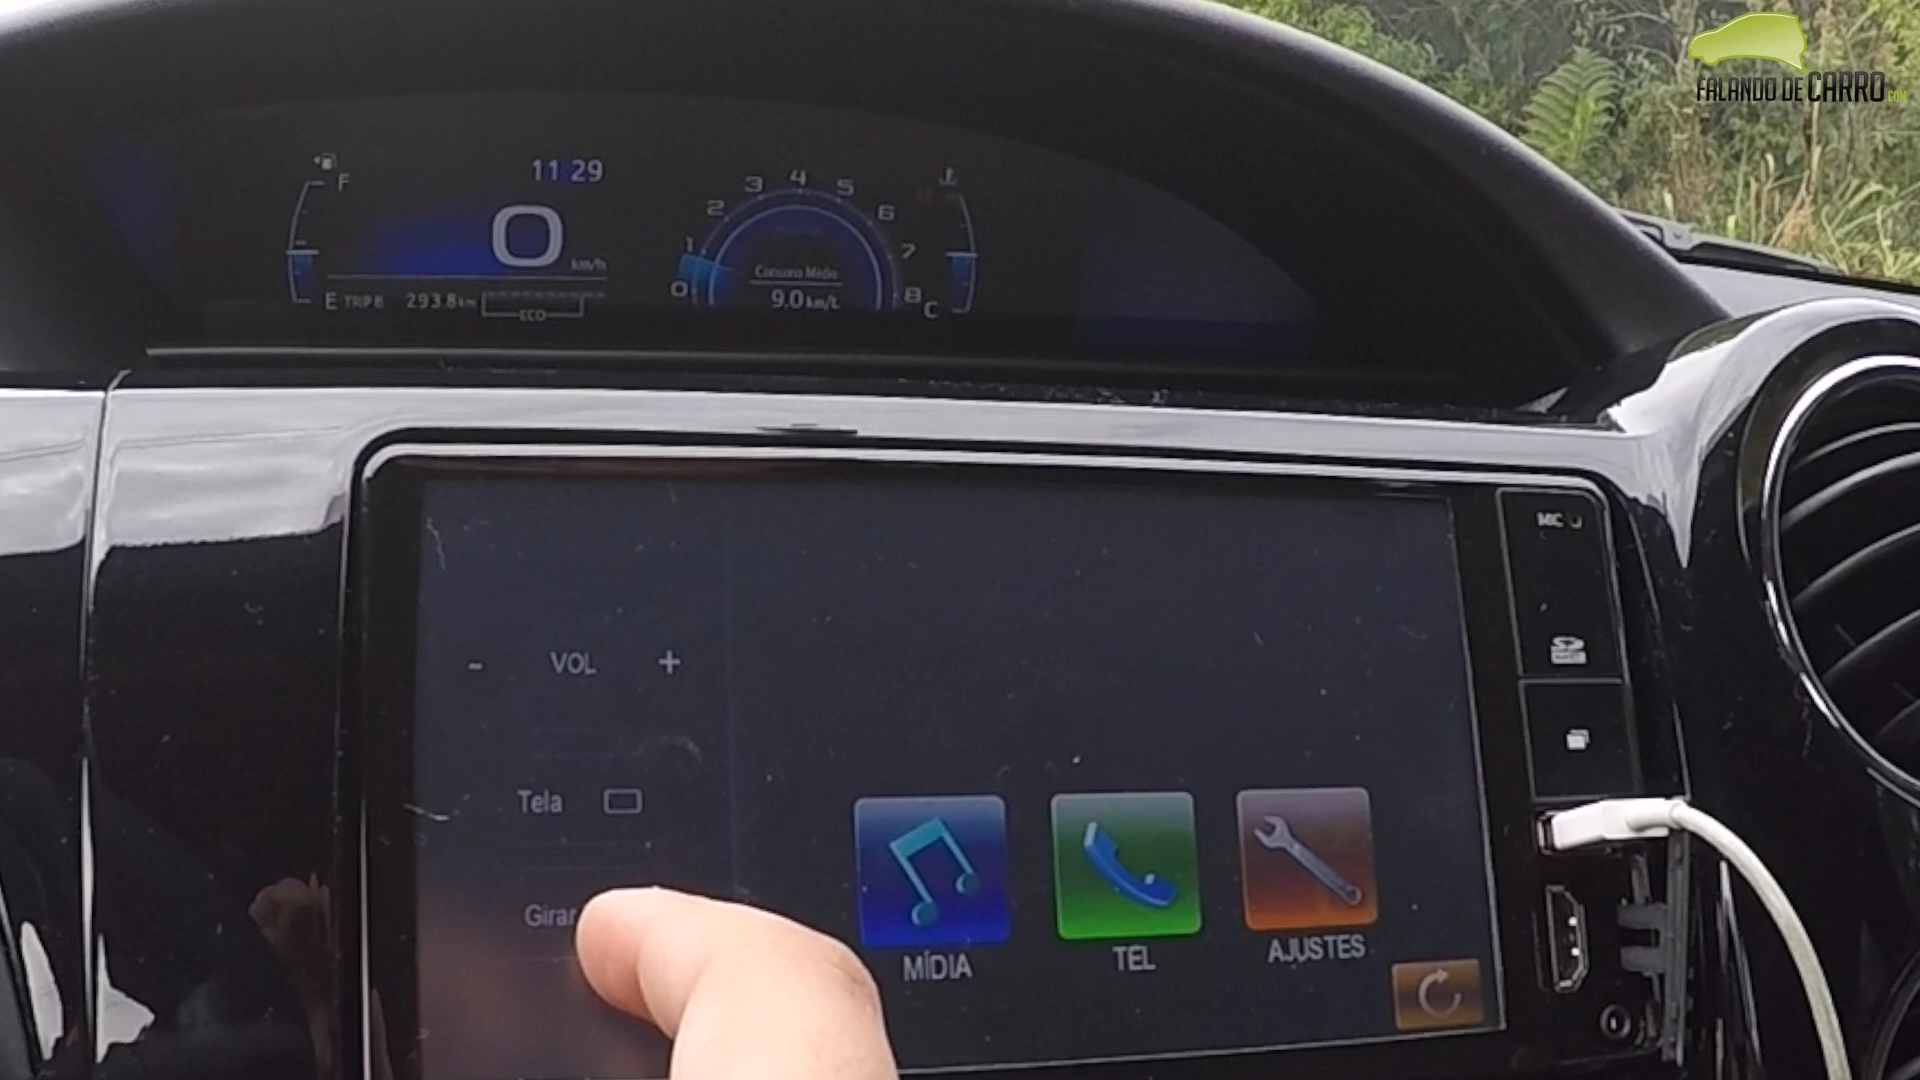 FALANDO DE CARRO.COM
11:29
F
0
km/h
E TRIP B 293.8 km
ECO
0 1 2 3 4 5 6 7 8
Consumo Médio
9.0 km/L
H
C
MIC
- VOL +
Tela
Girar
MÍDIA
TEL
AJUSTES